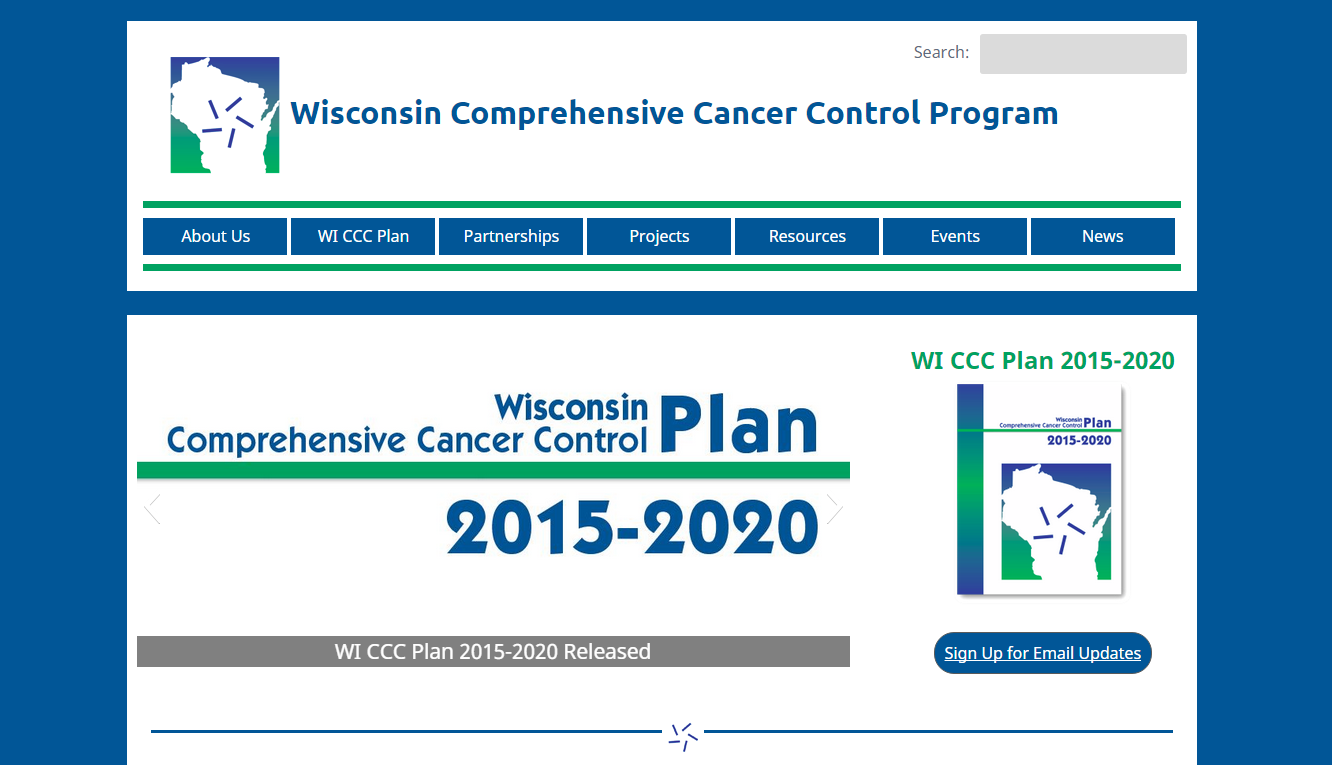 Search:
Wisconsin Comprehensive Cancer Control Program
About Us
WI CCC Plan
Partnerships
Projects
Resources
Events
News
Wisconsin
Comprehensive Cancer Control Plan
2015-2020
WI CCC Plan 2015-2020 Released
WI CCC Plan 2015-2020
Wisconsin
Comprehensive Cancer Control Plan
2015-2020
Sign Up for Email Updates